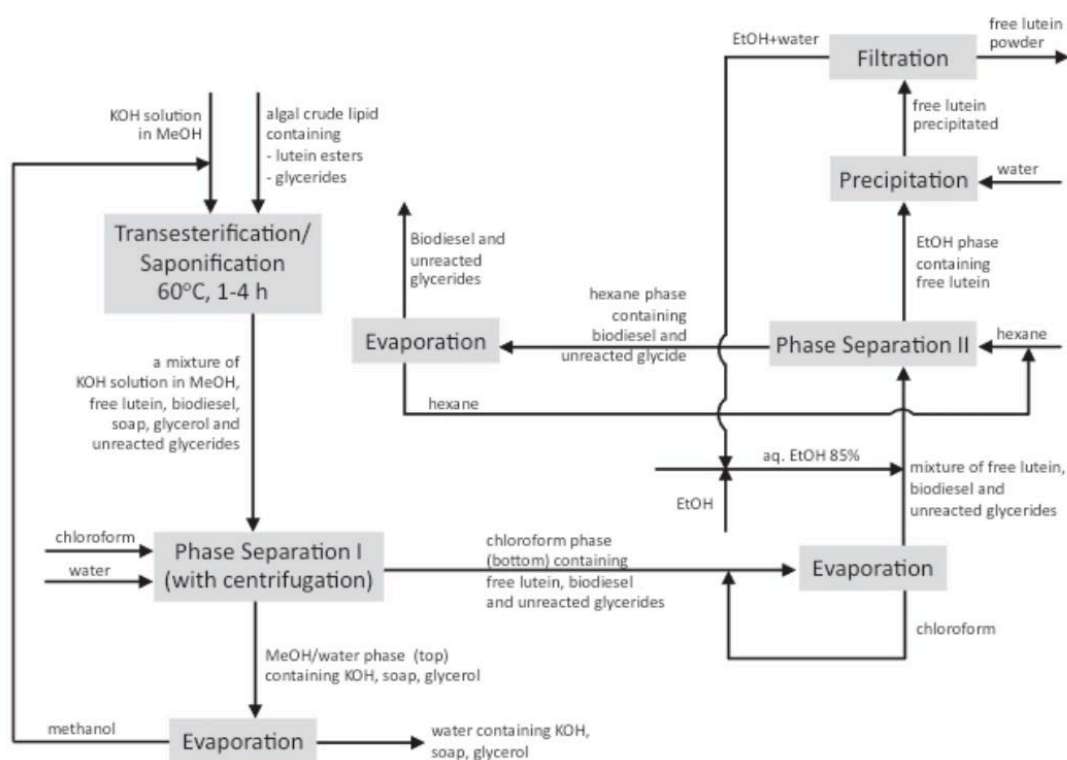 EtOH+water
Filtration
free lutein
powder
KOH solution
in MeOH
algal crude lipid
containing
- lutein esters
- glycerides
free lutein
precipitated
Precipitation
water
Transesterification/
Saponification
60°C, 1-4 h
Biodiesel and
unreacted
glycerides
EtOH phase
containing
free lutein
hexane phase
containing
biodiesel and
unreacted glycide
Evaporation
Phase Separation II
hexane
a mixture of
KOH solution in MeOH,
free lutein, biodiesel,
soap, glycerol and
unreacted glycerides
hexane
aq. EtOH 85%
EtOH
mixture of free lutein,
biodiesel and
unreacted glycerides
chloroform
water
Phase Separation I
(with centrifugation)
chloroform phase
(bottom) containing
free lutein, biodiesel
and unreacted glycerides
Evaporation
chloroform
MeOH/water phase (top)
containing KOH, soap, glycerol
methanol
Evaporation
water containing KOH,
soap, glycerol